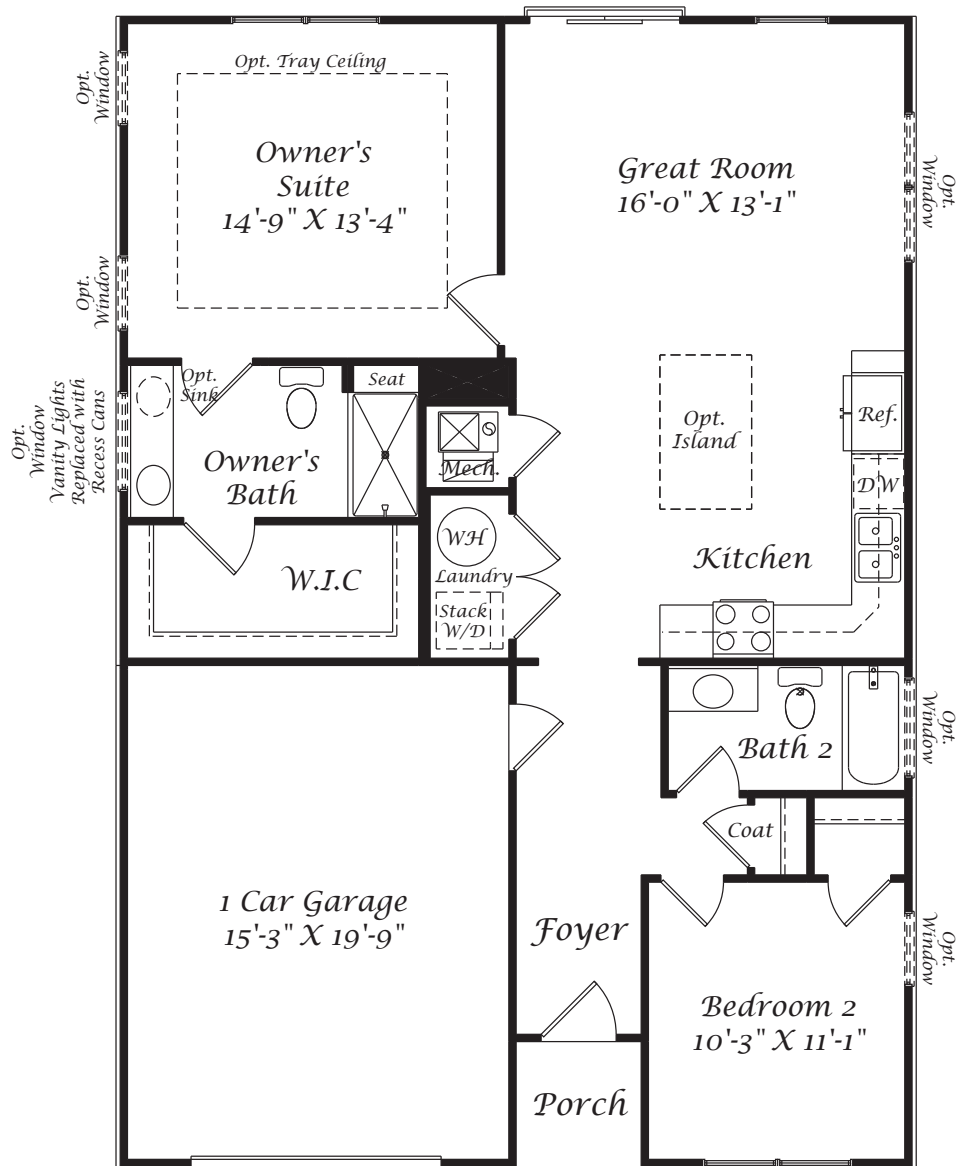 Opt. Tray Ceiling
Opt.
Window
Owner's
Suite
14'-9" X 13'-4"
Great Room
16'-0" X 13'-1"
Opt.
Window
Opt.
Window
Opt.
Window
Vanity Lights
Replaced with
Recess Cans
Opt.
Sink
Seat
Owner's
Bath
Mech.
Opt.
Island
Ref.
DW
WH
Laundry
Stack
W/D
Kitchen
W.I.C
Bath 2
Opt.
Window
Coat
1 Car Garage
15'-3" X 19'-9"
Foyer
Opt.
Window
Bedroom 2
10'-3" X 11'-1"
Porch